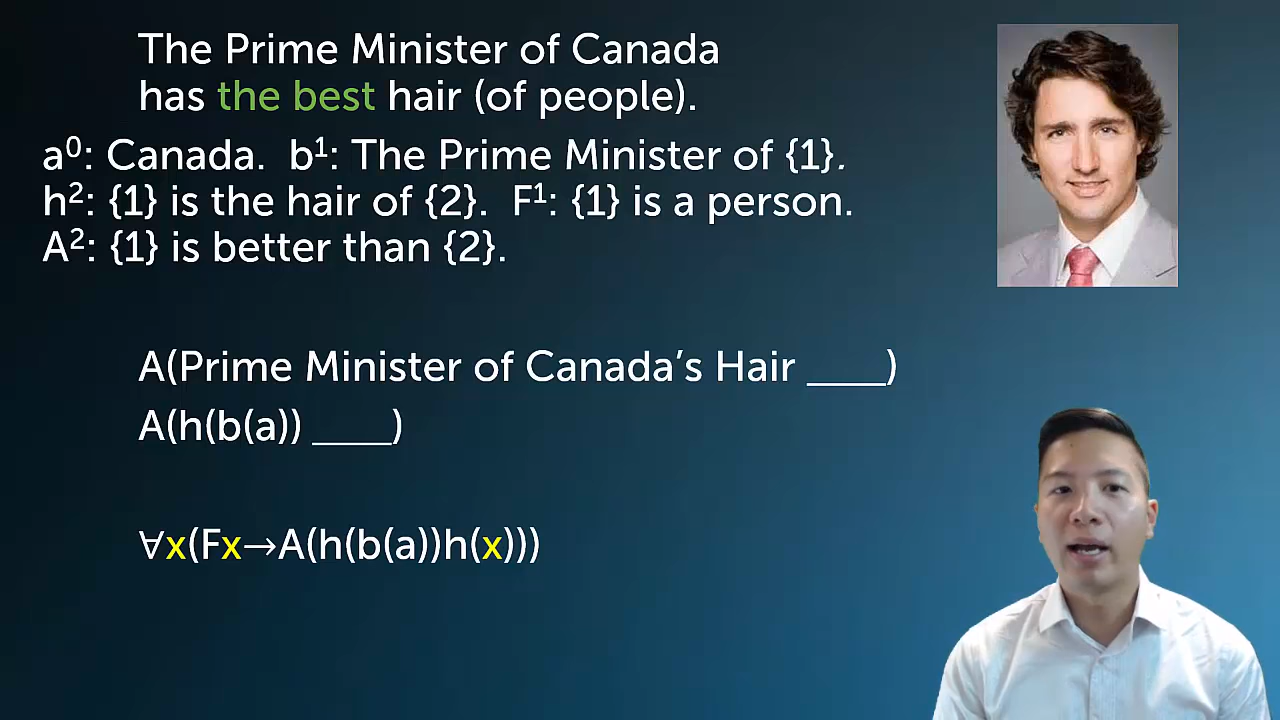 The Prime Minister of Canada
has the best hair (of people).
a⁰: Canada.  b¹: The Prime Minister of {1}.
h²: {1} is the hair of {2}.  F¹: {1} is a person.
A²: {1} is better than {2}.
A(Prime Minister of Canada’s Hair ____)
A(h(b(a)) ____)
∀x(Fx→A(h(b(a))h(x)))